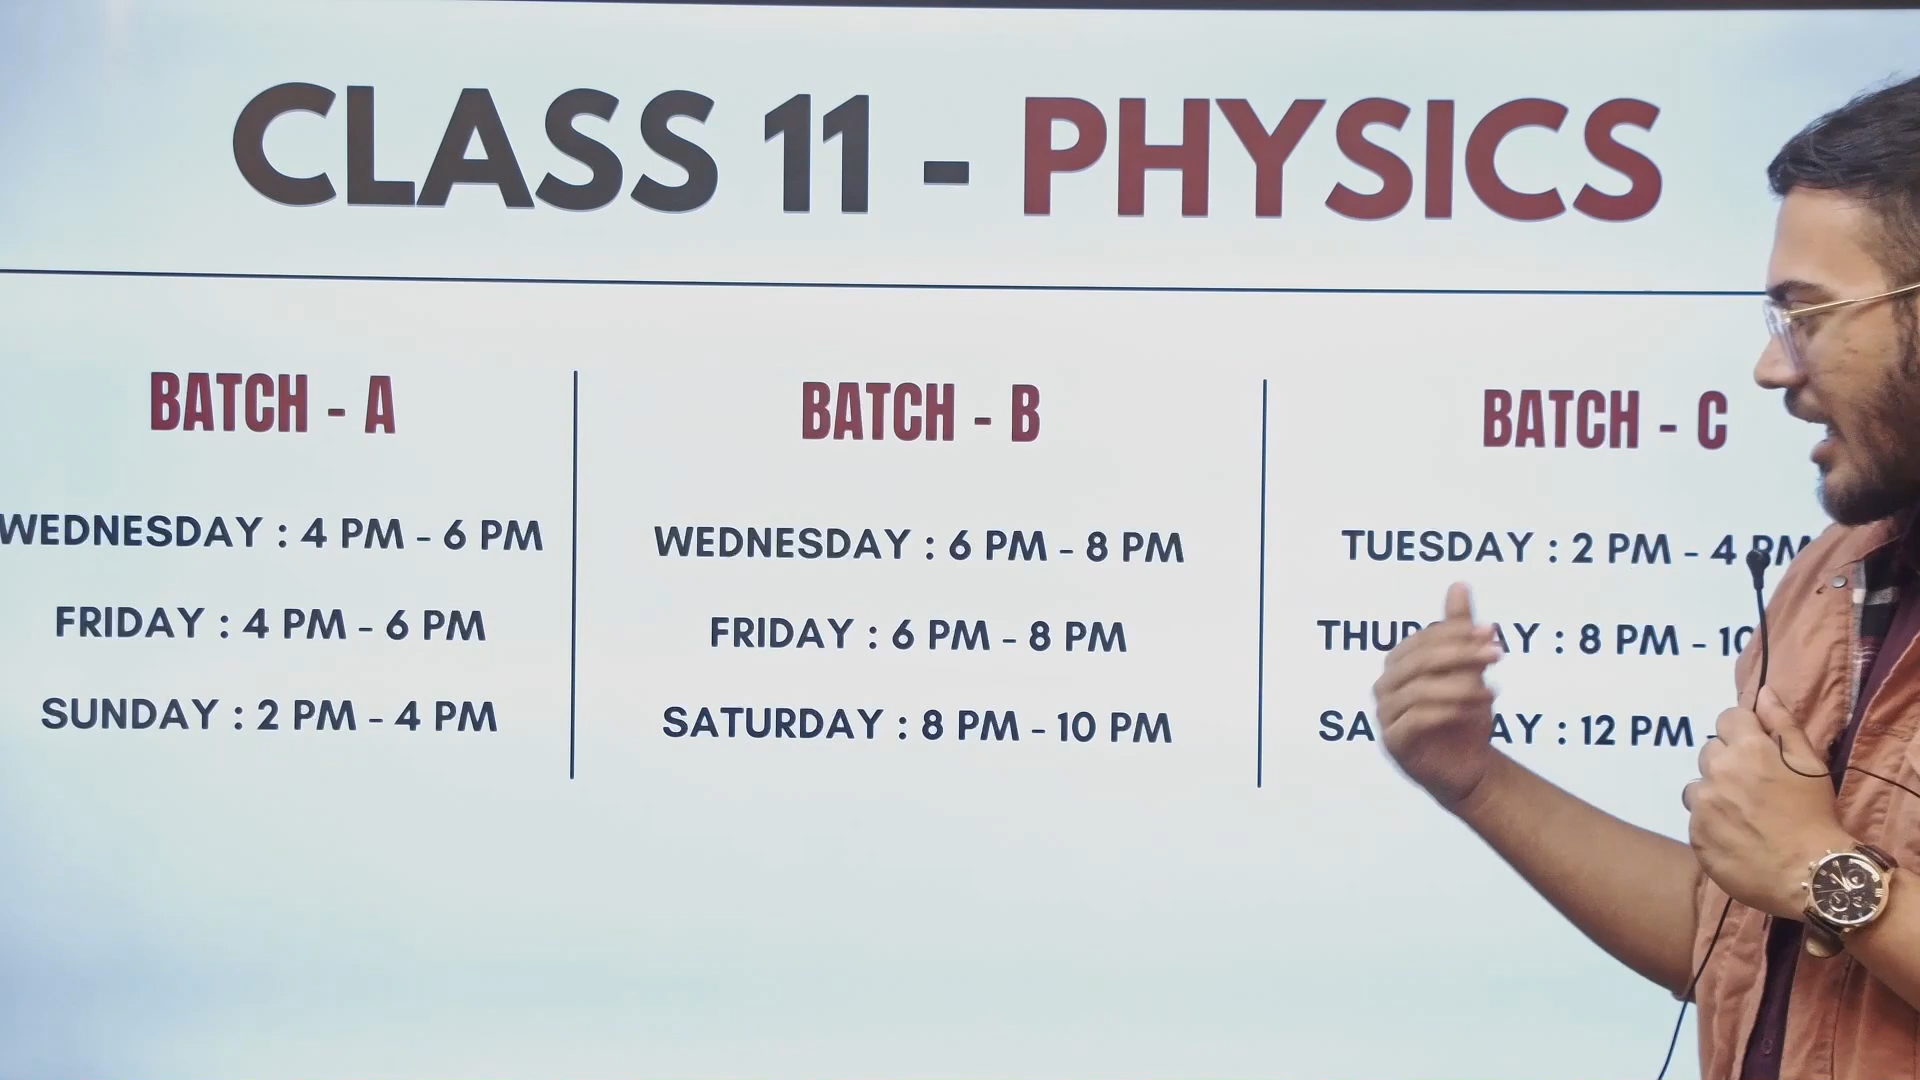 CLASS 11 - PHYSICS
BATCH - A
WEDNESDAY : 4 PM - 6 PM
FRIDAY : 4 PM - 6 PM
SUNDAY : 2 PM - 4 PM
BATCH - B
WEDNESDAY : 6 PM - 8 PM
FRIDAY : 6 PM - 8 PM
SATURDAY : 8 PM - 10 PM
BATCH - C
TUESDAY : 2 PM - 4 PM
: 8 PM - 10
: 12 PM -